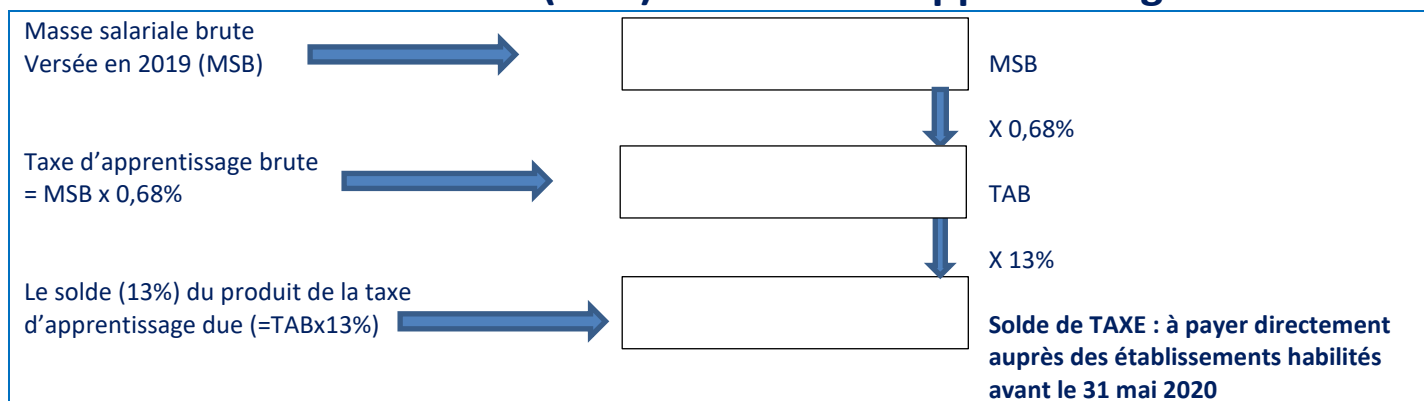 Masse salariale brute
Versée en 2019 (MSB)
MSB
X 0,68%
Taxe d'apprentissage brute
= MSB x 0,68%
TAB
X 13%
Le solde (13%) du produit de la taxe
d'apprentissage due (=TABx13%)
Solde de TAXE : à payer directement
auprès des établissements habilités
avant le 31 mai 2020